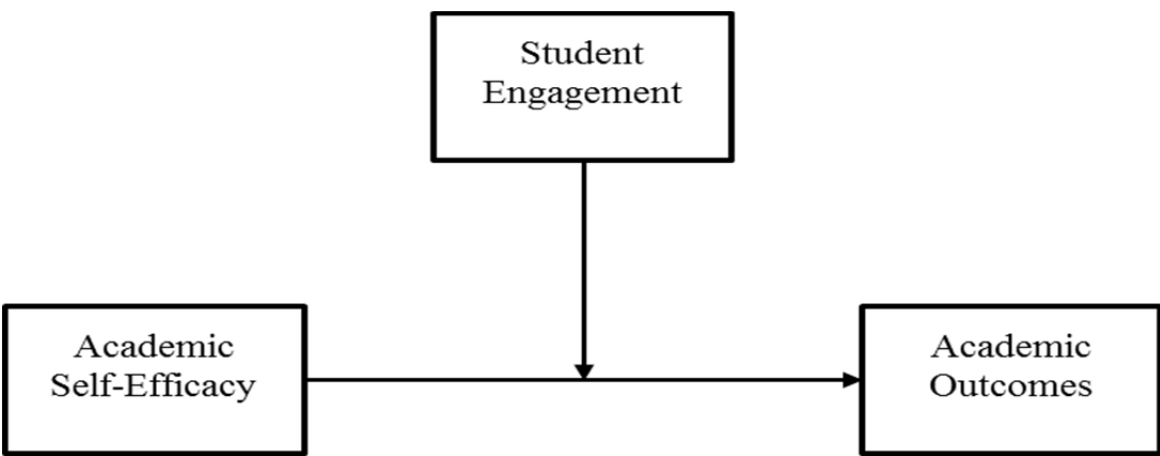 Student
Engagement
Academic
Self-Efficacy
Academic
Outcomes